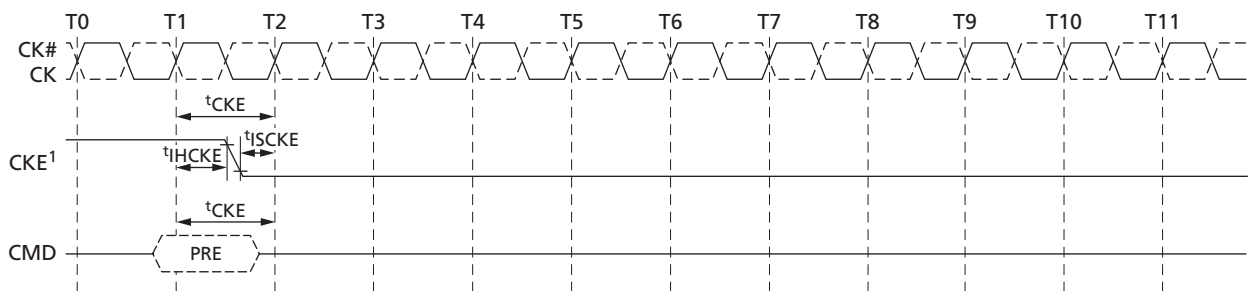 T0 T1 T2 T3 T4 T5 T6 T7 T8 T9 T10 T11
CK#
CK
tCKE
tISCKE
CKE1
tIHCKE
tCKE
CMD
PRE